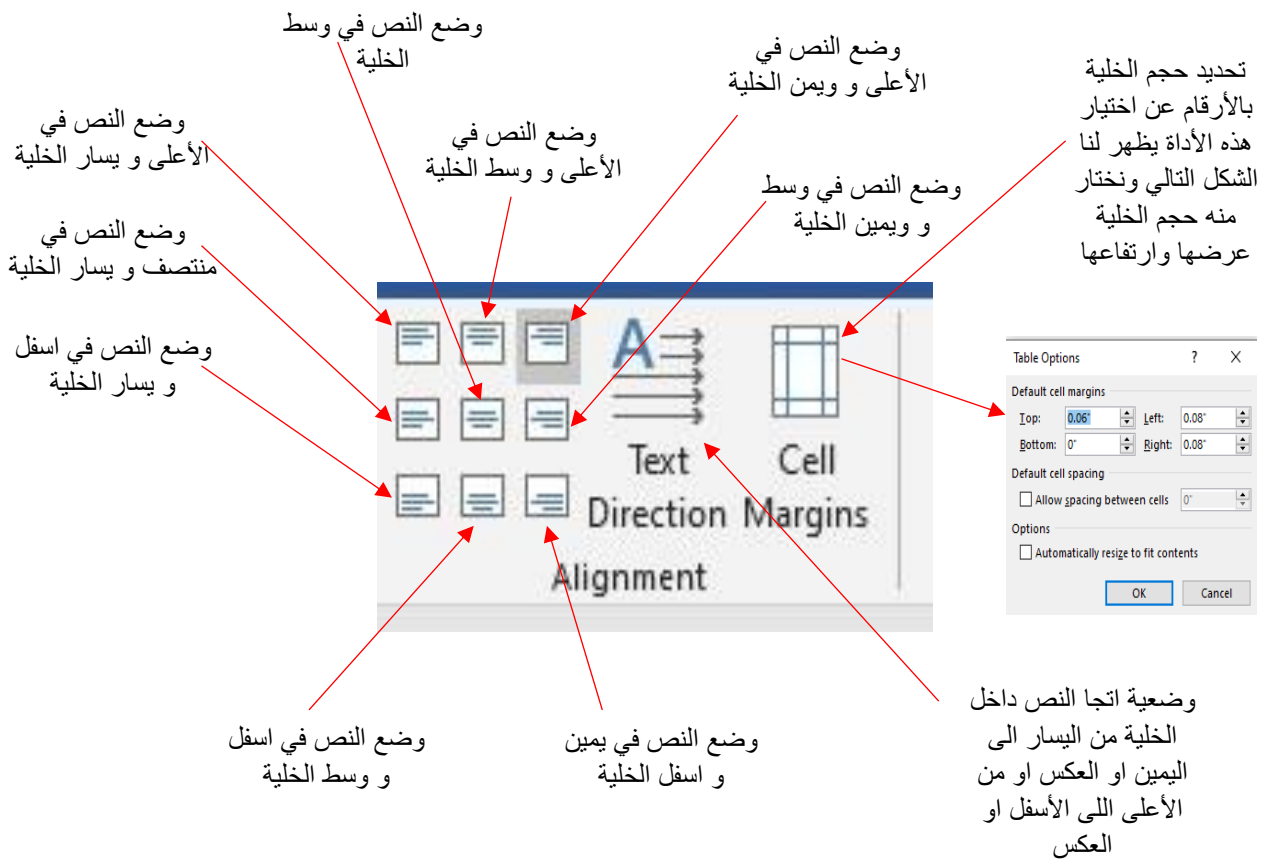 وضع النص في وسط
الخلية
وضع النص في
الأعلى و ويمن الخلية
تحديد حجم الخلية
بالأرقام عن اختيار
هذه الأداة يظهر لنا
الشكل التالي ونختار
منه حجم الخلية
عرضها وارتفاعها
وضع النص في
الأعلى و يسار الخلية
وضع النص في
الأعلى و وسط الخلية
وضع النص في وسط
و ويمين الخلية
وضع النص في
منتصف و يسار الخلية
وضع النص في اسفل
و يسار الخلية
Text
Direction
Cell
Margins
Alignment
Table Options ? X
Default cell margins
Top: 0.06" Left: 0.08"
Bottom: 0" Right: 0.08"
Default cell spacing
Allow spacing between cells 0"
Options
Automatically resize to fit contents
OK Cancel
وضع النص في اسفل
و وسط الخلية
وضع النص في يمين
و اسفل الخلية
وضعية اتجا النص داخل
الخلية من اليسار الى
اليمين او العكس او من
الأعلى اللى الأسفل او
العكس